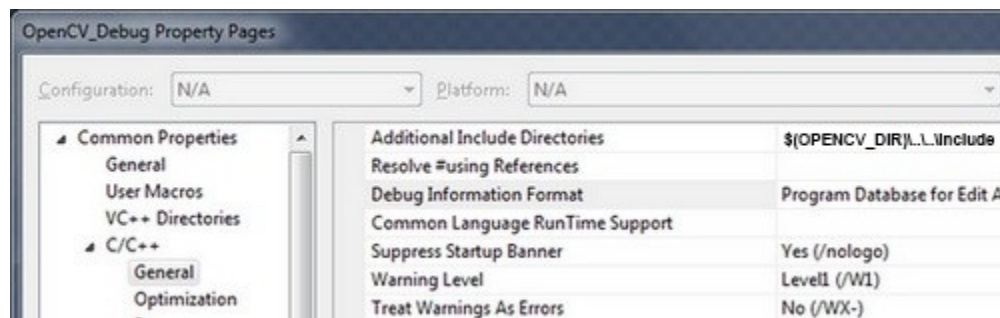 OpenCV_Debug Property Pages
Configuration: N/A Platform: N/A
Common Properties
General
User Macros
VC++ Directories
C/C++
General
Optimization
Additional Include Directories $(OPENCV_DIR)\..\..\include
Resolve #using References
Debug Information Format Program Database for Edit A
Common Language RunTime Support
Suppress Startup Banner Yes (/nologo)
Warning Level Level1 (/W1)
Treat Warnings As Errors No (/WX-)